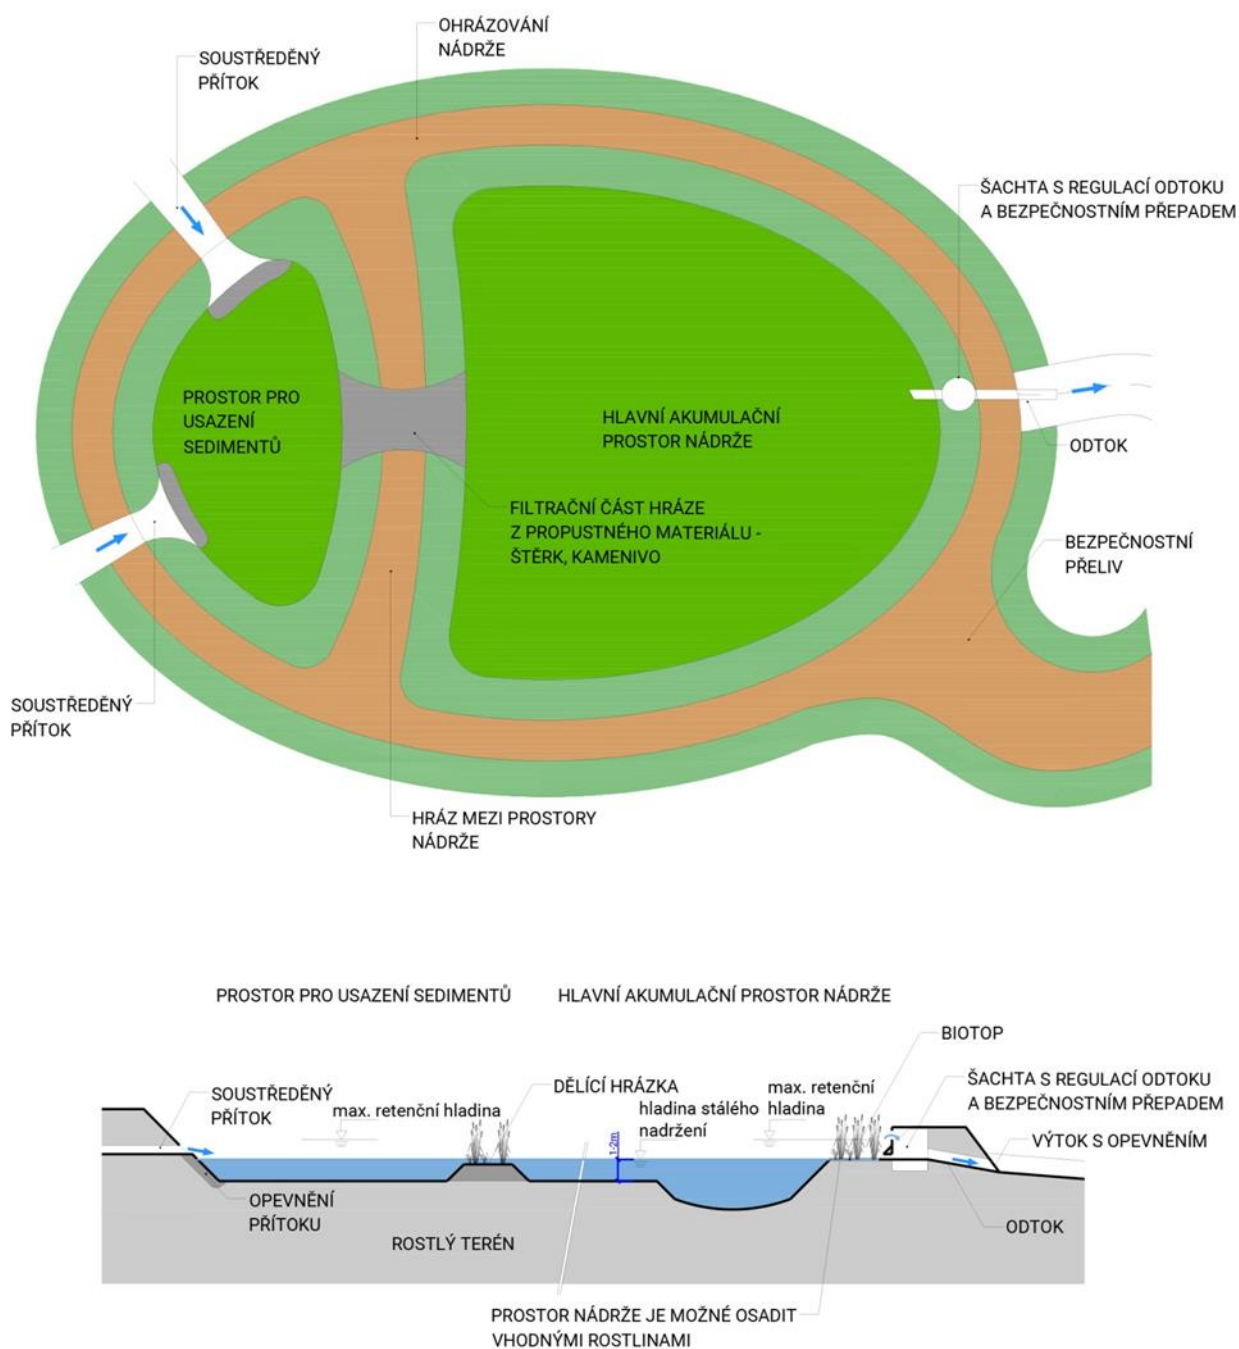 OHRÁZOVÁNÍ
NÁDRŽE
SOUSTŘEDĚNÝ
PŘÍTOK
ŠACHTA S REGULACÍ ODTOKU
A BEZPEČNOSTNÍM PŘEPADEM
PROSTOR PRO
USAZENÍ
SEDIMENTŮ
HLAVNÍ AKUMULAČNÍ
PROSTOR NÁDRŽE
ODTOK
FILTRAČNÍ ČÁST HRÁZE
Z PROPUSTNÉHO MATERIÁLU -
ŠTĚRK, KAMENIVO
BEZPEČNOSTNÍ
PŘELIV
SOUSTŘEDĚNÝ
PŘÍTOK
HRÁZ MEZI PROSTORY
NÁDRŽE
PROSTOR PRO USAZENÍ SEDIMENTŮ
HLAVNÍ AKUMULAČNÍ PROSTOR NÁDRŽE
BIOTOP
SOUSTŘEDĚNÝ
PŘÍTOK
max. retenční hladina
DĚLÍCÍ HRÁZKA
hladina stálého
nadržení
max. retenční
hladina
ŠACHTA S REGULACÍ ODTOKU
A BEZPEČNOSTNÍM PŘEPADEM
VÝTOK S OPEVNĚNÍM
1-2m
OPEVNĚNÍ
PŘÍTOKU
ROSTLÝ TERÉN
ODTOK
PROSTOR NÁDRŽE JE MOŽNÉ OSADIT
VHODNÝMI ROSTLINAMI